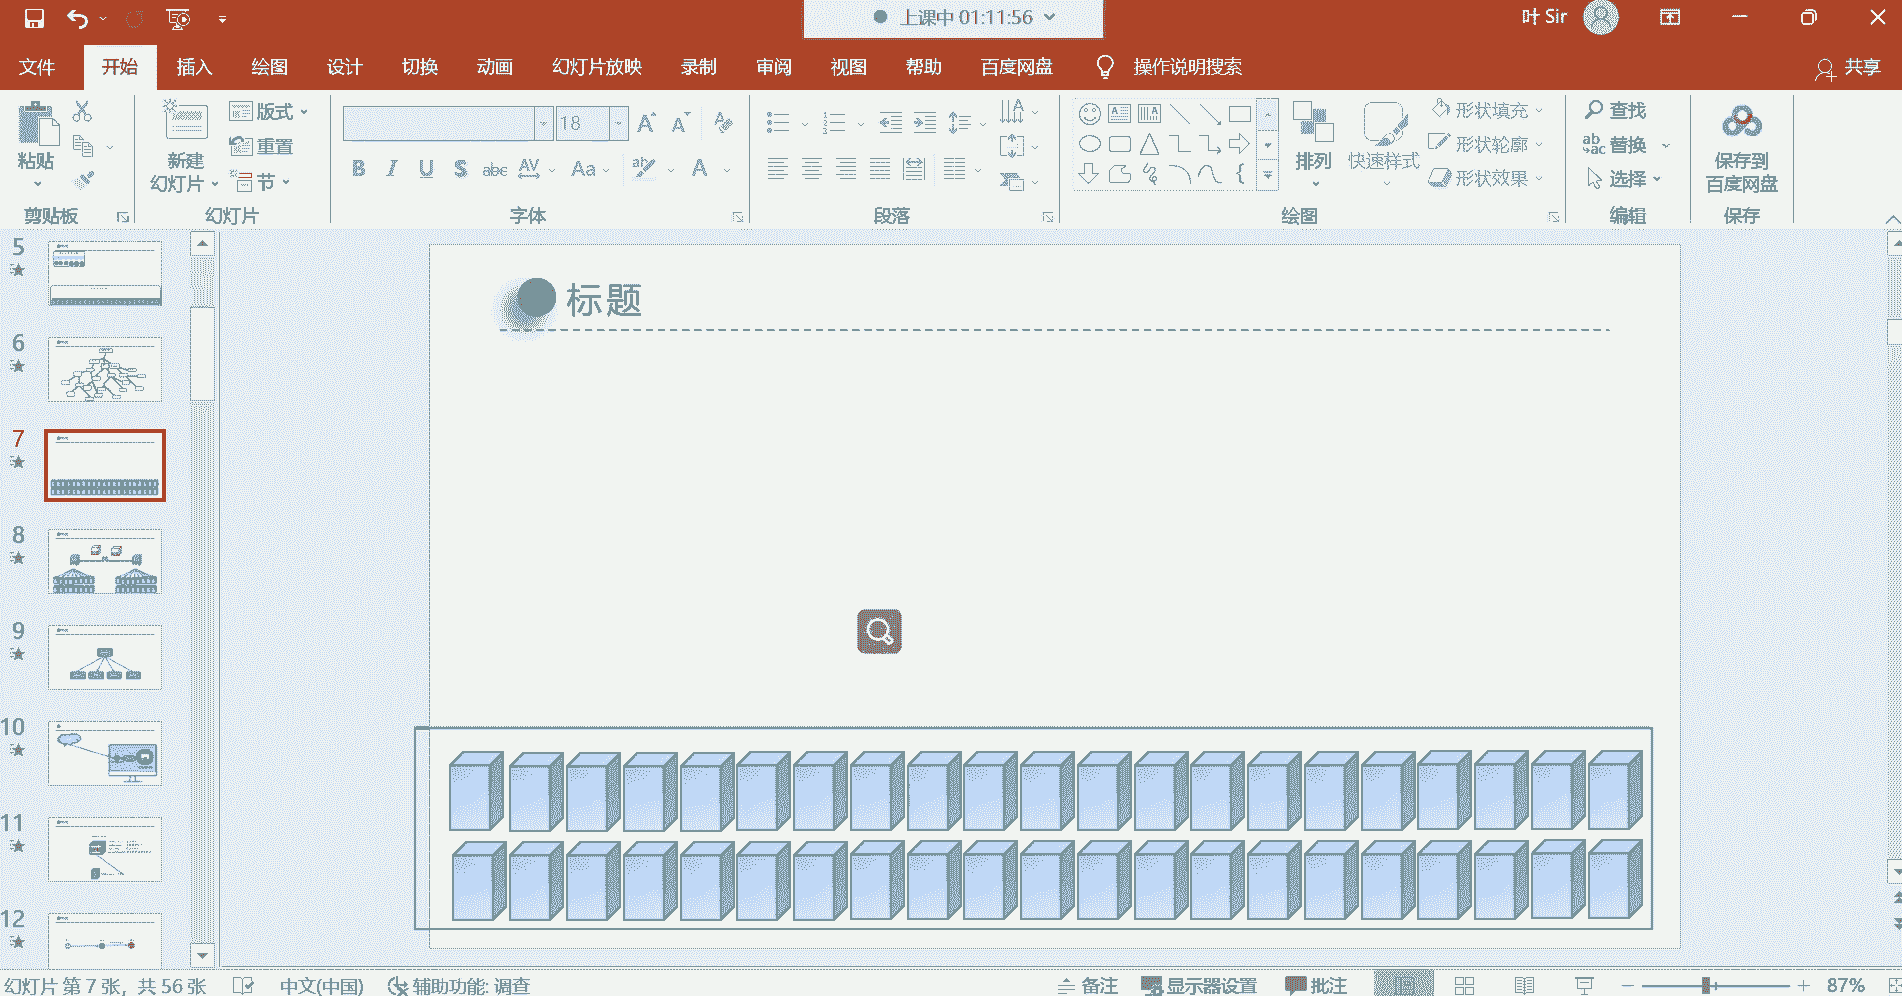 上课中 01:11:56
叶 Sir
文件 开始 插入 绘图 设计 切换 动画 幻灯片放映 录制 审阅 视图 帮助 百度网盘 操作说明搜索 共享
粘贴
剪贴板
新建
幻灯片
版式
重置
节
幻灯片
18
B I U S abc AV Aa A
字体
段落
排列
快速样式
形状填充
形状轮廓
形状效果
绘图
查找
替换
选择
编辑
保存到
百度网盘
保存
5
6
7
8
9
10
11
12
标题
幻灯片 第 7 张，共 56 张 中文(中国) 辅助功能: 调查 备注 显示器设置 批注 87%